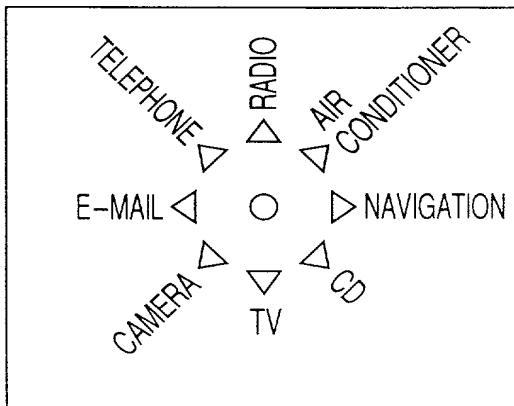 TELEPHONE
RADIO
AIR
CONDITIONER
E-MAIL
NAVIGATION
CAMERA
TV
CD